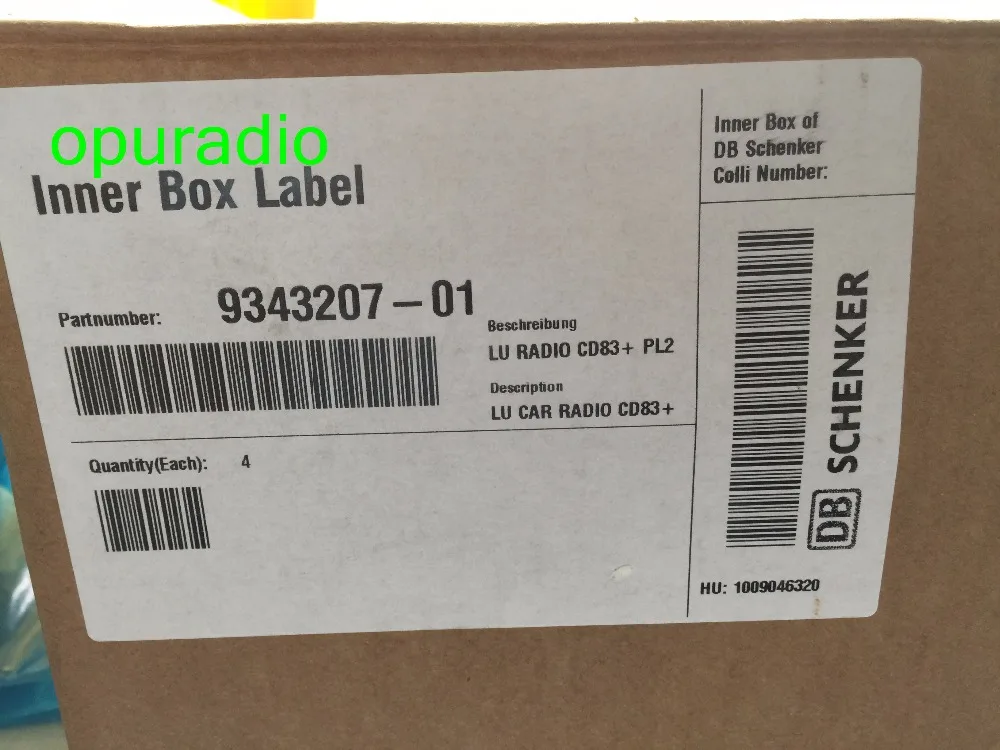 opuradio
Inner Box Label
Partnumber: 9343207-01
Beschreibung
LU RADIO CD83+ PL2
Description
LU CAR RADIO CD83+
Quantity(Each): 4
Inner Box of
DB Schenker
Colli Number:
DB SCHENKER
HU: 1009046320